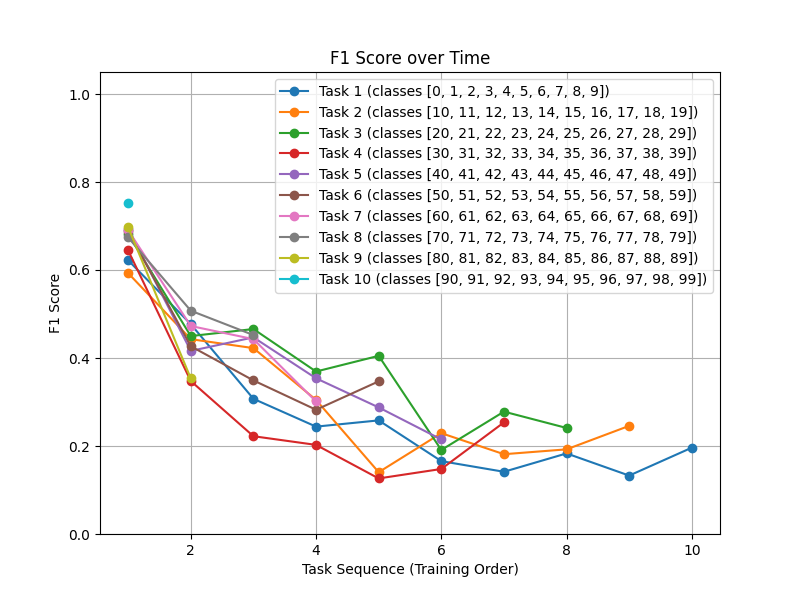 F1 Score over Time
Task 1 (classes [0, 1, 2, 3, 4, 5, 6, 7, 8, 9])
Task 2 (classes [10, 11, 12, 13, 14, 15, 16, 17, 18, 19])
Task 3 (classes [20, 21, 22, 23, 24, 25, 26, 27, 28, 29])
Task 4 (classes [30, 31, 32, 33, 34, 35, 36, 37, 38, 39])
Task 5 (classes [40, 41, 42, 43, 44, 45, 46, 47, 48, 49])
Task 6 (classes [50, 51, 52, 53, 54, 55, 56, 57, 58, 59])
Task 7 (classes [60, 61, 62, 63, 64, 65, 66, 67, 68, 69])
Task 8 (classes [70, 71, 72, 73, 74, 75, 76, 77, 78, 79])
Task 9 (classes [80, 81, 82, 83, 84, 85, 86, 87, 88, 89])
Task 10 (classes [90, 91, 92, 93, 94, 95, 96, 97, 98, 99])
F1 Score
1.0
0.8
0.6
0.4
0.2
0.0
2 4 6 8 10
Task Sequence (Training Order)